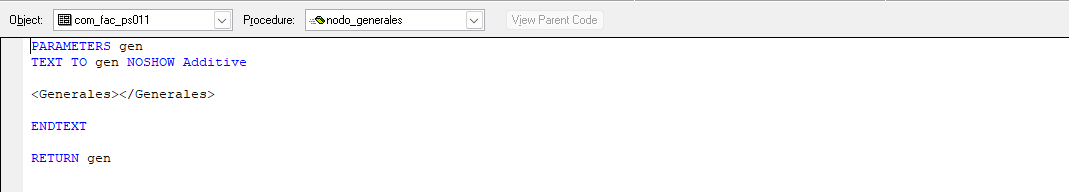 Object: com_fac_ps011 Procedure: nodo_generales View Parent Code
PARAMETERS gen
TEXT TO gen NOSHOW Additive
<Generales></Generales>
ENDTEXT
RETURN gen